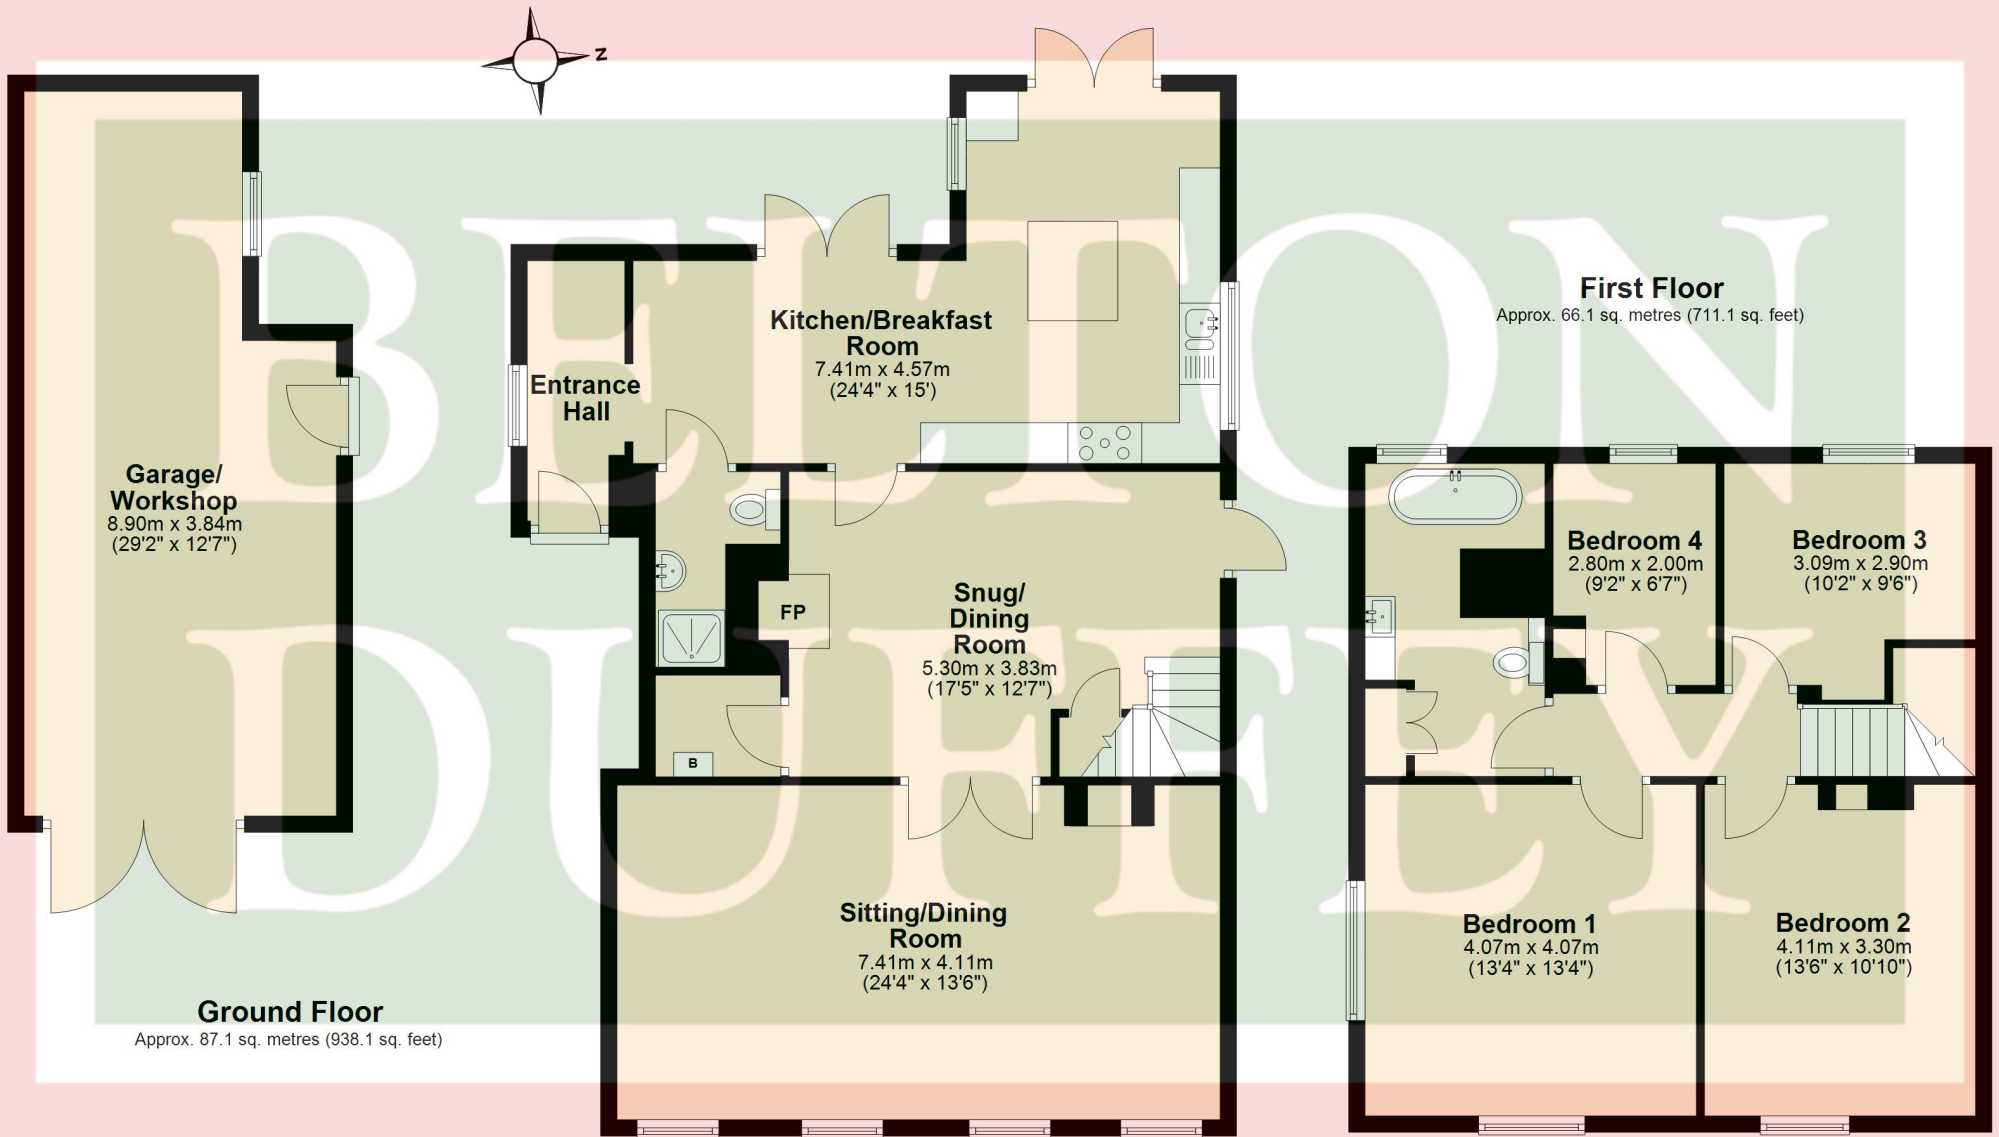 BELTON
DUFFEY
Z
Garage/
Workshop
8.90m x 3.84m
(29'2" x 12'7")
Entrance
Hall
Kitchen/Breakfast
Room
7.41m x 4.57m
(24'4" x 15')
FP
B
Snug/
Dining
Room
5.30m x 3.83m
(17'5" x 12'7")
Sitting/Dining
Room
7.41m x 4.11m
(24'4" x 13'6")
Ground Floor
Approx. 87.1 sq. metres (938.1 sq. feet)
First Floor
Approx. 66.1 sq. metres (711.1 sq. feet)
Bedroom 4
2.80m x 2.00m
(9'2" x 6'7")
Bedroom 3
3.09m x 2.90m
(10'2" x 9'6")
Bedroom 1
4.07m x 4.07m
(13'4" x 13'4")
Bedroom 2
4.11m x 3.30m
(13'6" x 10'10")